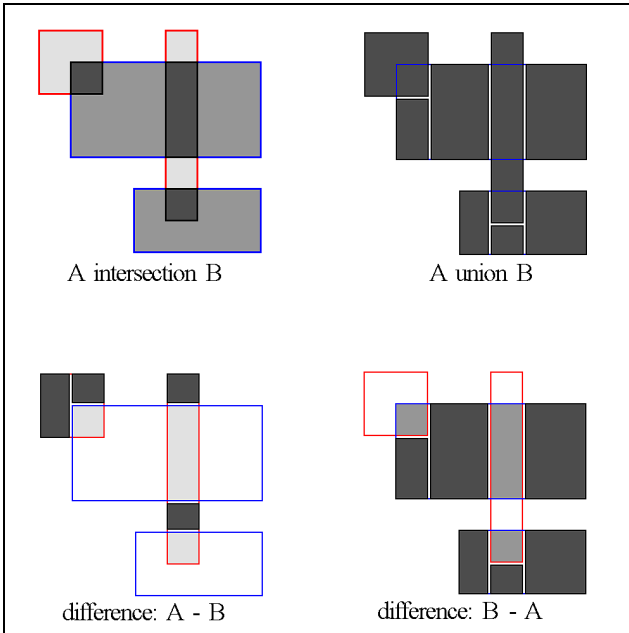 A intersection B
A union B
difference: A - B
difference: B - A